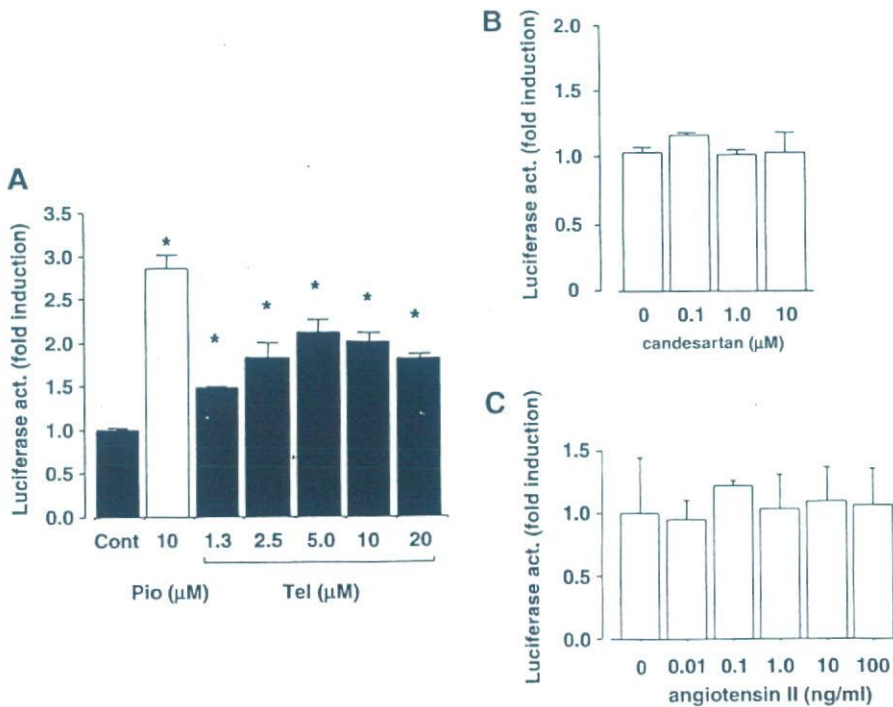 A
Luciferase act. (fold induction)
3.5
3.0
2.5
2.0
1.5
1.0
0.5
0.0
*
*
*
*
*
*
Cont 10 1.3 2.5 5.0 10 20
Pio (μM) Tel (μM)
B
Luciferase act. (fold induction)
2.0
1.5
1.0
0.5
0
0 0.1 1.0 10
candesartan (μM)
C
Luciferase act. (fold induction)
1.5
1.0
0.5
0.0
0 0.01 0.1 1.0 10 100
angiotensin II (ng/ml)